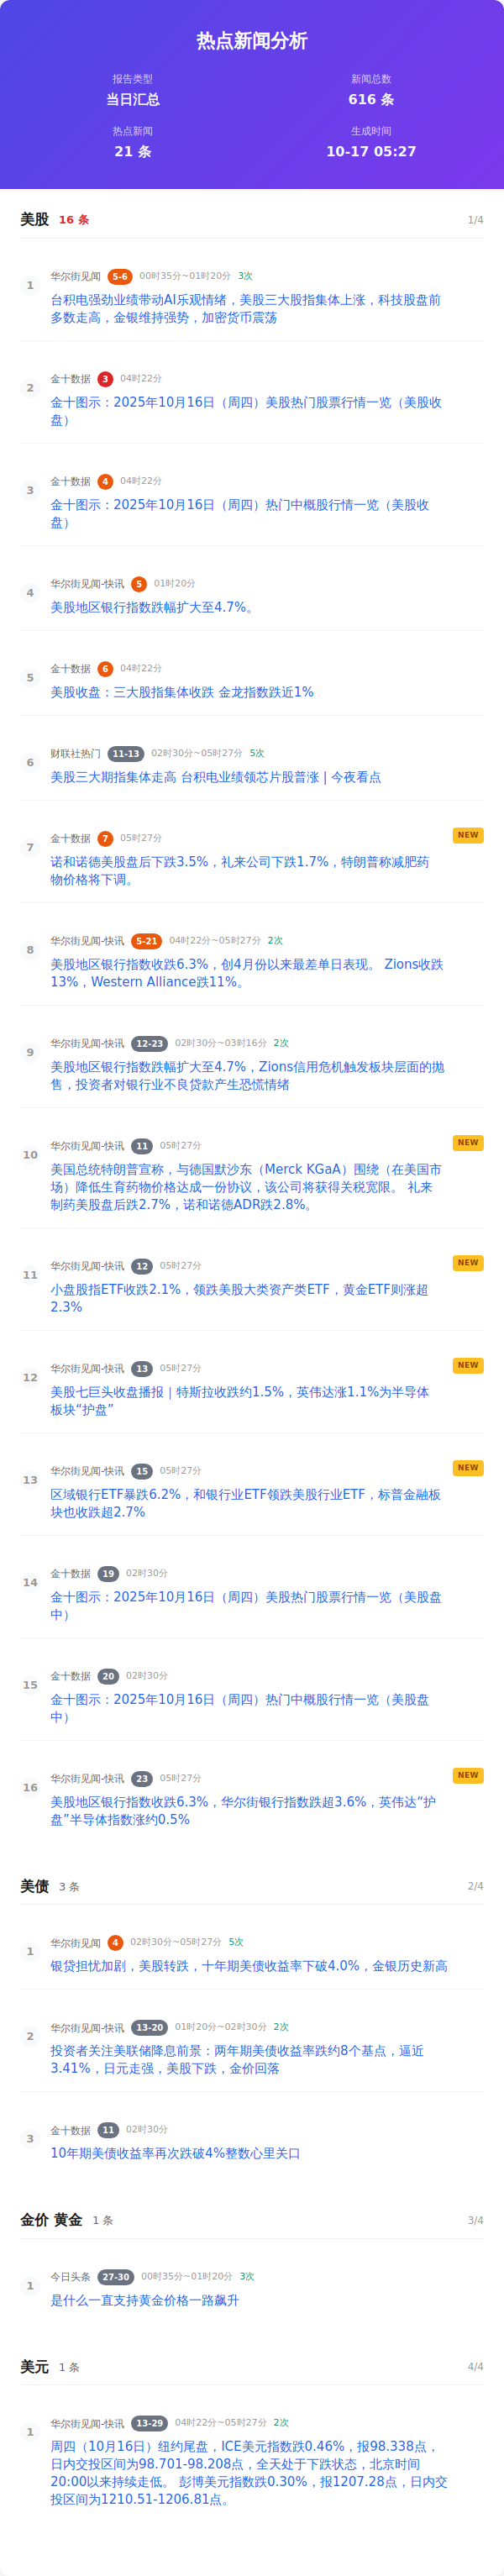 热点新闻分析
报告类型
当日汇总
新闻总数
616 条
热点新闻
21 条
生成时间
10-17 05:27
美股 16 条 1/4
1 华尔街见闻 5-6 00时35分~01时20分 3次
台积电强劲业绩带动AI乐观情绪，美股三大股指集体上涨，科技股盘前
多数走高，金银维持强势，加密货币震荡
2 金十数据 3 04时22分
金十图示：2025年10月16日（周四）美股热门股票行情一览（美股收
盘）
3 金十数据 4 04时22分
金十图示：2025年10月16日（周四）热门中概股行情一览（美股收
盘）
4 华尔街见闻-快讯 5 01时20分
美股地区银行指数跌幅扩大至4.7%。
5 金十数据 6 04时22分
美股收盘：三大股指集体收跌 金龙指数跌近1%
6 财联社热门 11-13 02时30分~05时27分 5次
美股三大期指集体走高 台积电业绩领芯片股普涨 | 今夜看点
7 金十数据 7 05时27分 NEW
诺和诺德美股盘后下跌3.5%，礼来公司下跌1.7%，特朗普称减肥药
物价格将下调。
8 华尔街见闻-快讯 5-21 04时22分~05时27分 2次
美股地区银行指数收跌6.3%，创4月份以来最差单日表现。 Zions收跌
13%，Western Alliance跌11%。
9 华尔街见闻-快讯 12-23 02时30分~03时16分 2次
美股地区银行指数跌幅扩大至4.7%，Zions信用危机触发板块层面的抛
售，投资者对银行业不良贷款产生恐慌情绪
10 华尔街见闻-快讯 11 05时27分 NEW
美国总统特朗普宣称，与德国默沙东（Merck KGaA）围绕（在美国市
场）降低生育药物价格达成一份协议，该公司将获得关税宽限。 礼来
制药美股盘后跌2.7%，诺和诺德ADR跌2.8%。
11 华尔街见闻-快讯 12 05时27分 NEW
小盘股指ETF收跌2.1%，领跌美股大类资产类ETF，黄金ETF则涨超
2.3%
12 华尔街见闻-快讯 13 05时27分 NEW
美股七巨头收盘播报｜特斯拉收跌约1.5%，英伟达涨1.1%为半导体
板块“护盘”
13 华尔街见闻-快讯 15 05时27分 NEW
区域银行ETF暴跌6.2%，和银行业ETF领跌美股行业ETF，标普金融板
块也收跌超2.7%
14 金十数据 19 02时30分
金十图示：2025年10月16日（周四）美股热门股票行情一览（美股盘
中）
15 金十数据 20 02时30分
金十图示：2025年10月16日（周四）热门中概股行情一览（美股盘
中）
16 华尔街见闻-快讯 23 05时27分 NEW
美股地区银行指数收跌6.3%，华尔街银行指数跌超3.6%，英伟达“护
盘”半导体指数涨约0.5%
美债 3 条 2/4
1 华尔街见闻 4 02时30分~05时27分 5次
银贷担忧加剧，美股转跌，十年期美债收益率下破4.0%，金银历史新高
2 华尔街见闻-快讯 13-20 01时20分~02时30分 2次
投资者关注美联储降息前景：两年期美债收益率跌约8个基点，逼近
3.41%，日元走强，美股下跌，金价回落
3 金十数据 11 02时30分
10年期美债收益率再次跌破4%整数心里关口
金价 黄金 1 条 3/4
1 今日头条 27-30 00时35分~01时20分 3次
是什么一直支持黄金价格一路飙升
美元 1 条 4/4
1 华尔街见闻-快讯 13-29 04时22分~05时27分 2次
周四（10月16日）纽约尾盘，ICE美元指数跌0.46%，报98.338点，
日内交投区间为98.701-98.208点，全天处于下跌状态，北京时间
20:00以来持续走低。 彭博美元指数跌0.30%，报1207.28点，日内交
投区间为1210.51-1206.81点。